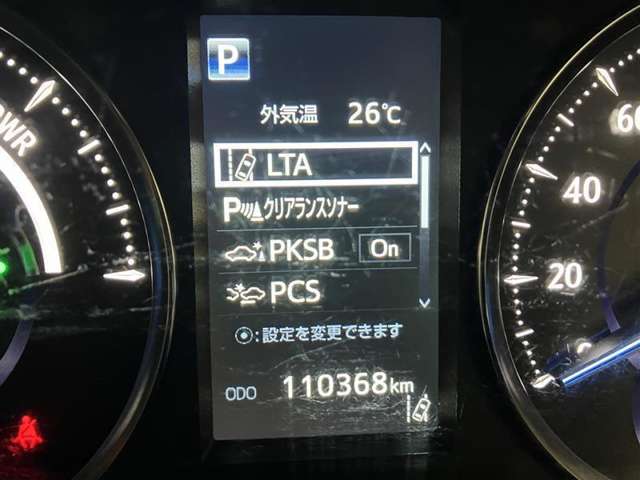 P
外気温 26℃
LTA
P クリアランスソナー
PKSB On
PCS
:設定を変更できます
ODO 110368km
WR
60
40
20